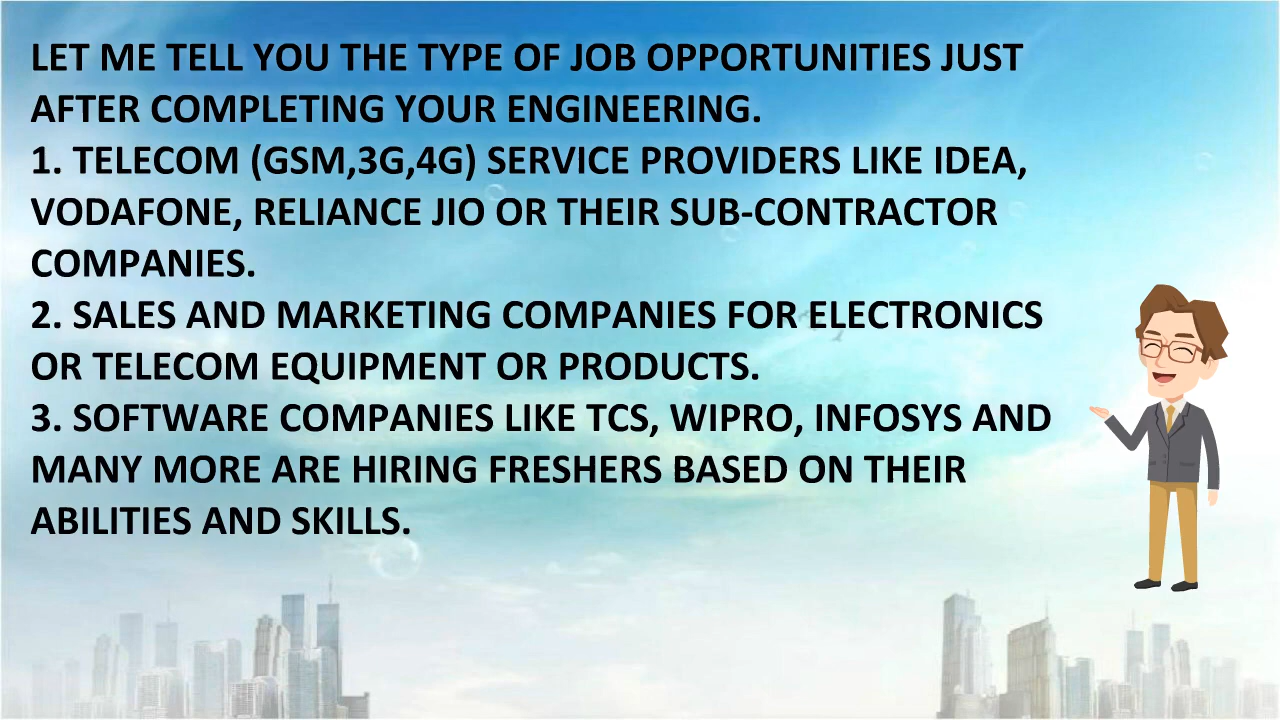 LET ME TELL YOU THE TYPE OF JOB OPPORTUNITIES JUST
AFTER COMPLETING YOUR ENGINEERING.
1. TELECOM (GSM,3G,4G) SERVICE PROVIDERS LIKE IDEA,
VODAFONE, RELIANCE JIO OR THEIR SUB-CONTRACTOR
COMPANIES.
2. SALES AND MARKETING COMPANIES FOR ELECTRONICS
OR TELECOM EQUIPMENT OR PRODUCTS.
3. SOFTWARE COMPANIES LIKE TCS, WIPRO, INFOSYS AND
MANY MORE ARE HIRING FRESHERS BASED ON THEIR
ABILITIES AND SKILLS.